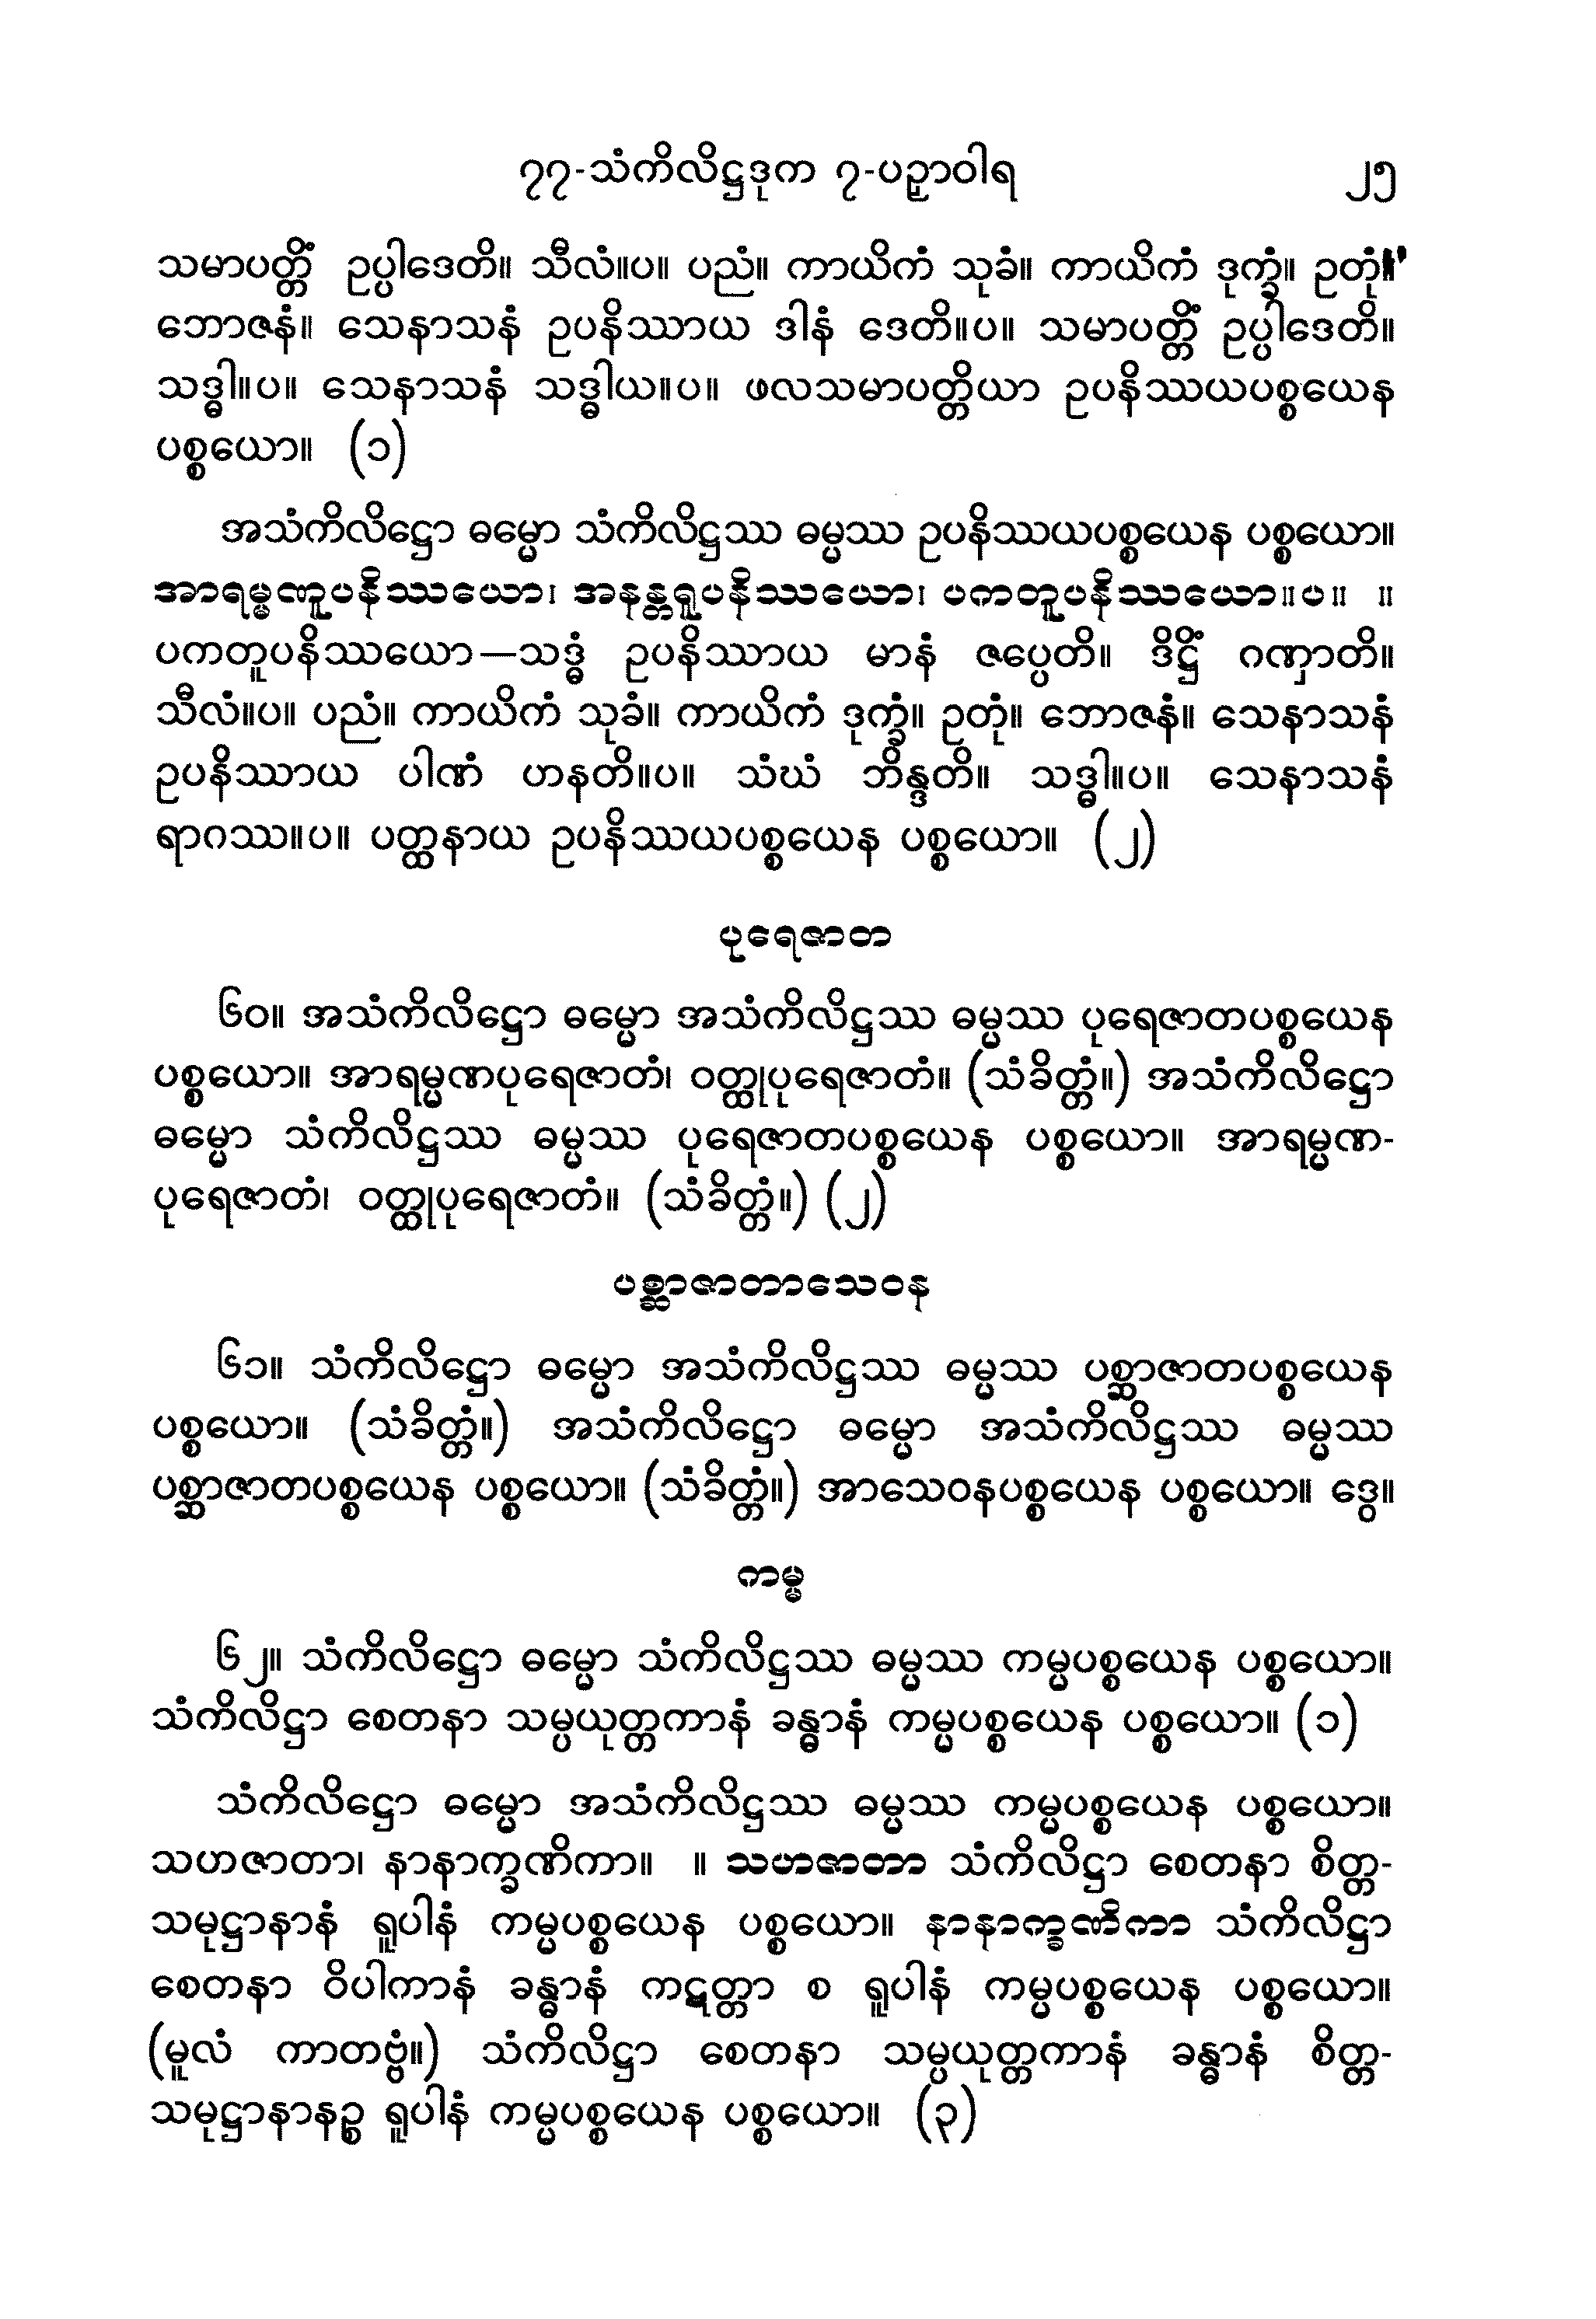 ၇၇-သံကိလိဋ္ဌဒုက ၇-ပဉှာဝါရ ၂၅
သမာပတ္တိံ ဥပ္ပါဒေတိ။ သီလံ။ပ။ ပညံ။ ကာယိကံ သုခံ။ ကာယိကံ ဒုက္ခံ။ ဥတုံ။
ဘောဇနံ။ သေနာသနံ ဥပနိဿာယ ဒါနံ ဒေတိ။ပ။ သမာပတ္တိံ ဥပ္ပါဒေတိ။
သဒ္ဓါ။ပ။ သေနာသနံ သဒ္ဓါယ။ပ။ ဖလသမာပတ္တိယာ ဥပနိဿယပစ္စယေန
ပစ္စယော။ (၁)
အသံကိလိဋ္ဌော ဓမ္မော သံကိလိဋ္ဌဿ ဓမ္မဿ ဥပနိဿယပစ္စယေန ပစ္စယော။
အာရမ္မဏူပနိဿယော၊ အနန္တရူပနိဿယော၊ ပကတူပနိဿယော။ပ။ ။
ပကတူပနိဿယော—သဒ္ဓံ ဥပနိဿာယ မာနံ ဇပ္ပေတိ။ ဒိဋ္ဌိံ ဂဏှာတိ။
သီလံ။ပ။ ပညံ။ ကာယိကံ သုခံ။ ကာယိကံ ဒုက္ခံ။ ဥတုံ။ ဘောဇနံ။ သေနာသနံ
ဥပနိဿာယ ပါဏံ ဟနတိ။ပ။ သံဃံ ဘိန္ဒတိ။ သဒ္ဓါ။ပ။ သေနာသနံ
ရာဂဿ။ပ။ ပတ္ထနာယ ဥပနိဿယပစ္စယေန ပစ္စယော။ (၂)
ပုရေဇာတ
၆၀။ အသံကိလိဋ္ဌော ဓမ္မော အသံကိလိဋ္ဌဿ ဓမ္မဿ ပုရေဇာတပစ္စယေန
ပစ္စယော။ အာရမ္မဏပုရေဇာတံ၊ ဝတ္ထုပုရေဇာတံ။ (သံခိတ္တံ။) အသံကိလိဋ္ဌော
ဓမ္မော သံကိလိဋ္ဌဿ ဓမ္မဿ ပုရေဇာတပစ္စယေန ပစ္စယော။ အာရမ္မဏ-
ပုရေဇာတံ၊ ဝတ္ထုပုရေဇာတံ။ (သံခိတ္တံ။) (၂)
ပစ္ဆာဇာတာသေဝန
၆၁။ သံကိလိဋ္ဌော ဓမ္မော အသံကိလိဋ္ဌဿ ဓမ္မဿ ပစ္ဆာဇာတပစ္စယေန
ပစ္စယော။ (သံခိတ္တံ။) အသံကိလိဋ္ဌော ဓမ္မော အသံကိလိဋ္ဌဿ ဓမ္မဿ
ပစ္ဆာဇာတပစ္စယေန ပစ္စယော။ (သံခိတ္တံ။) အာသေဝနပစ္စယေန ပစ္စယော။ ဒွေ။
ကမ္မ
၆၂။ သံကိလိဋ္ဌော ဓမ္မော သံကိလိဋ္ဌဿ ဓမ္မဿ ကမ္မပစ္စယေန ပစ္စယော။
သံကိလိဋ္ဌာ စေတနာ သမ္ပယုတ္တကာနံ ခန္ဓာနံ ကမ္မပစ္စယေန ပစ္စယော။ (၁)
သံကိလိဋ္ဌော ဓမ္မော အသံကိလိဋ္ဌဿ ဓမ္မဿ ကမ္မပစ္စယေန ပစ္စယော။
သဟဇာတာ၊ နာနာက္ခဏိကာ။ ။ သဟဇာတာ သံကိလိဋ္ဌာ စေတနာ စိတ္တ-
သမုဋ္ဌာနာနံ ရူပါနံ ကမ္မပစ္စယေန ပစ္စယော။ နာနာက္ခဏိကာ သံကိလိဋ္ဌာ
စေတနာ ဝိပါကာနံ ခန္ဓာနံ ကဋတ္တာ စ ရူပါနံ ကမ္မပစ္စယေန ပစ္စယော။
(မူလံ ကာတဗ္ဗံ။) သံကိလိဋ္ဌာ စေတနာ သမ္ပယုတ္တကာနံ ခန္ဓာနံ စိတ္တ-
သမုဋ္ဌာနာနဉ္စ ရူပါနံ ကမ္မပစ္စယေန ပစ္စယော။ (၃)